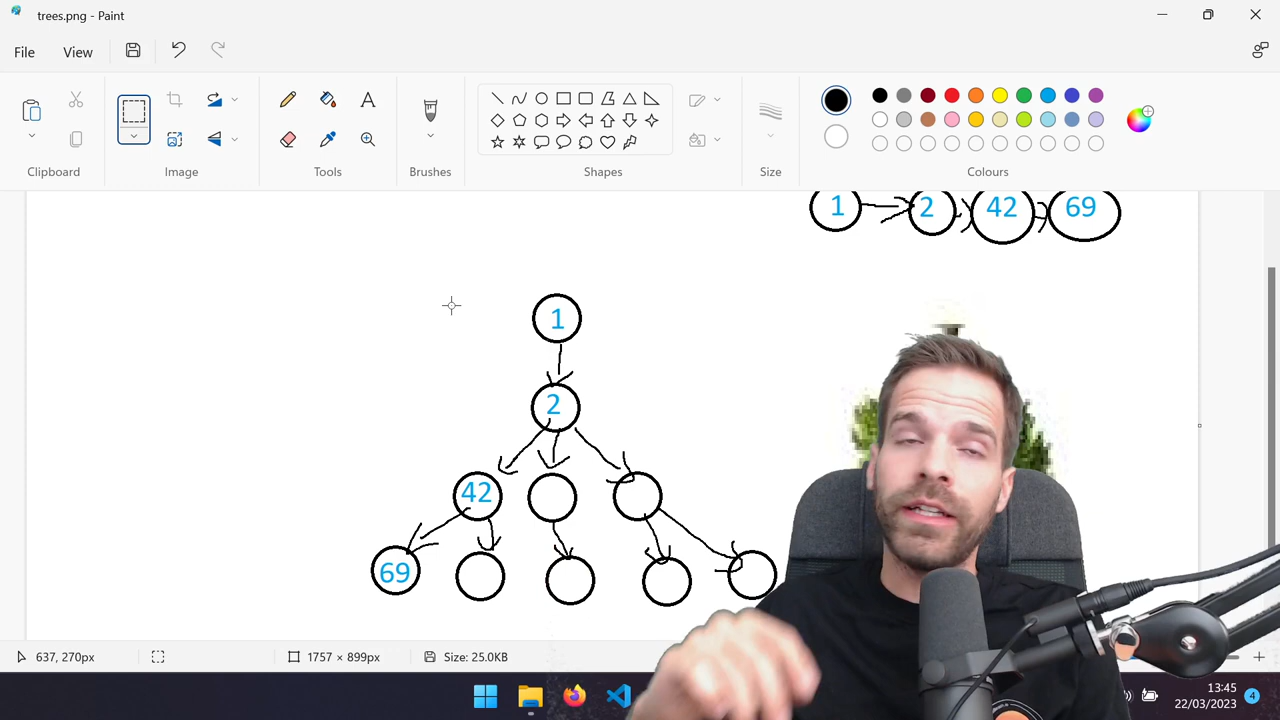 trees.png - Paint
File View
Clipboard Image Tools Brushes Shapes Size Colours
1 2 42 69
1
2
42
69
637, 270px 1757 × 899px Size: 25.0KB
13:45
22/03/2023 4